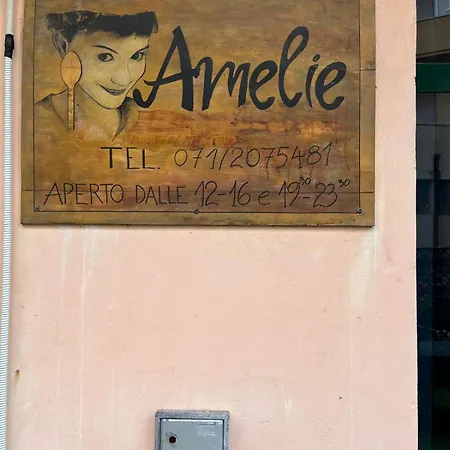 Amelie
TEL. 071/2075481
APERTO DALLE 12-16 e 19³⁰-23³⁰